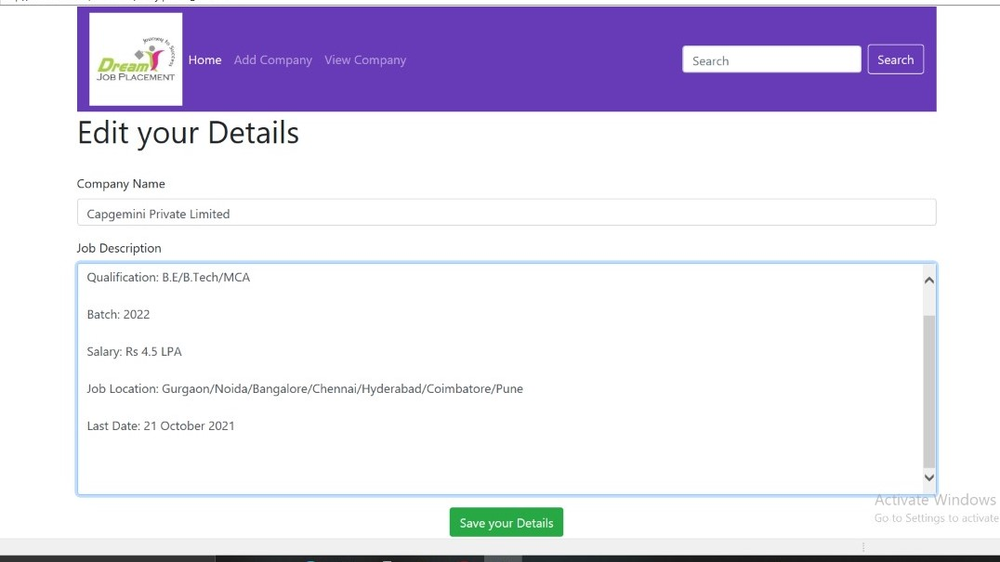 Journey to Success
Dream
JOB PLACEMENT
Home Add Company View Company
Search
Search
Edit your Details
Company Name
Capgemini Private Limited
Job Description
Qualification: B.E/B.Tech/MCA
Batch: 2022
Salary: Rs 4.5 LPA
Job Location: Gurgaon/Noida/Bangalore/Chennai/Hyderabad/Coimbatore/Pune
Last Date: 21 October 2021
Save your Details
Activate Windows
Go to Settings to activate